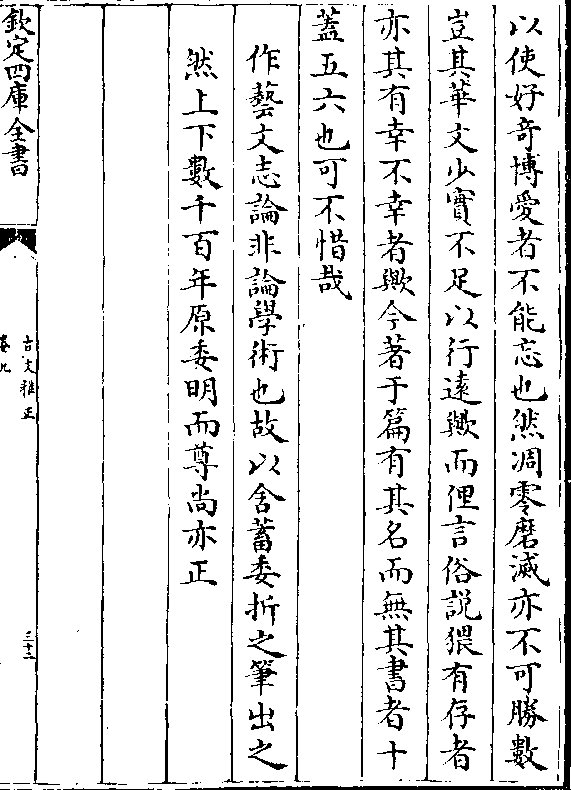 以使好奇博愛者不能忘也然凋零磨滅亦不可勝數
豈其華文少實不足以行遠歟而俚言俗説猥有存者
亦其有幸不幸者歟今著于篇有其名而無其書者十
蓋五六也可不惜哉
作藝文志論非論學術也故以含蓄委折之筆出之
然上下數千百年原委明而尊尚亦正
欽定四庫全書
古文雅正
卷九
三十二